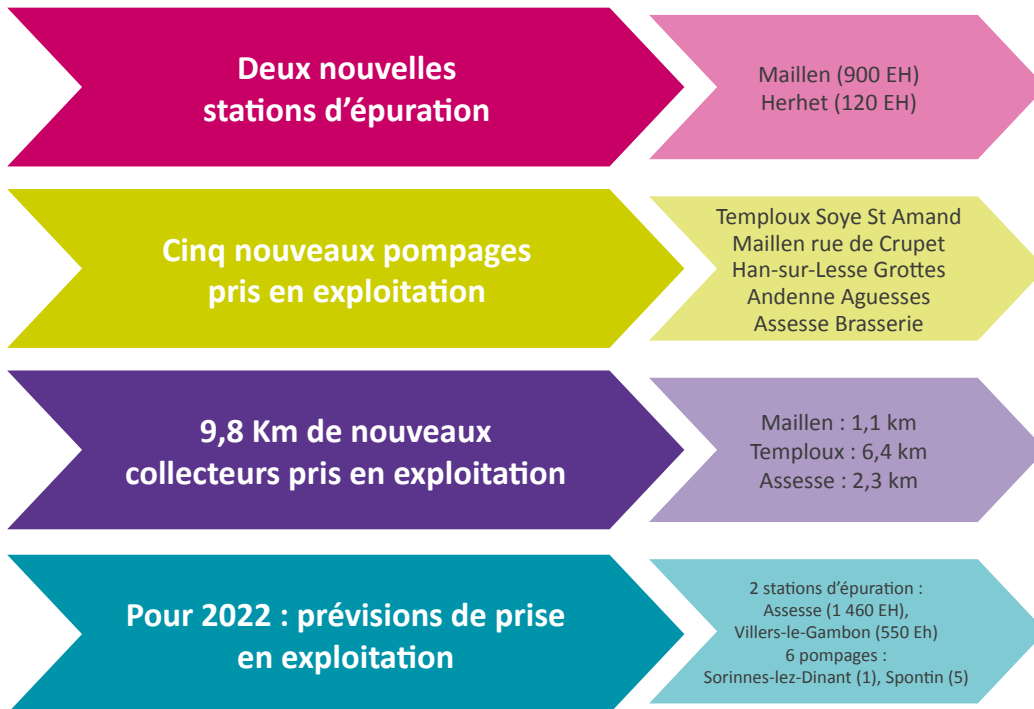 Deux nouvelles
stations d'épuration
Maillen (900 EH)
Herhet (120 EH)
Cinq nouveaux pompages
pris en exploitation
Temploux Soye St Amand
Maillen rue de Crupet
Han-sur-Lesse Grottes
Andenne Aguesses
Assesse Brasserie
9,8 Km de nouveaux
collecteurs pris en exploitation
Maillen : 1,1 km
Temploux : 6,4 km
Assesse : 2,3 km
Pour 2022 : prévisions de prise
en exploitation
2 stations d'épuration :
Assesse (1 460 EH),
Villers-le-Gambon (550 Eh)
6 pompages :
Sorinnes-lez-Dinant (1), Spontin (5)